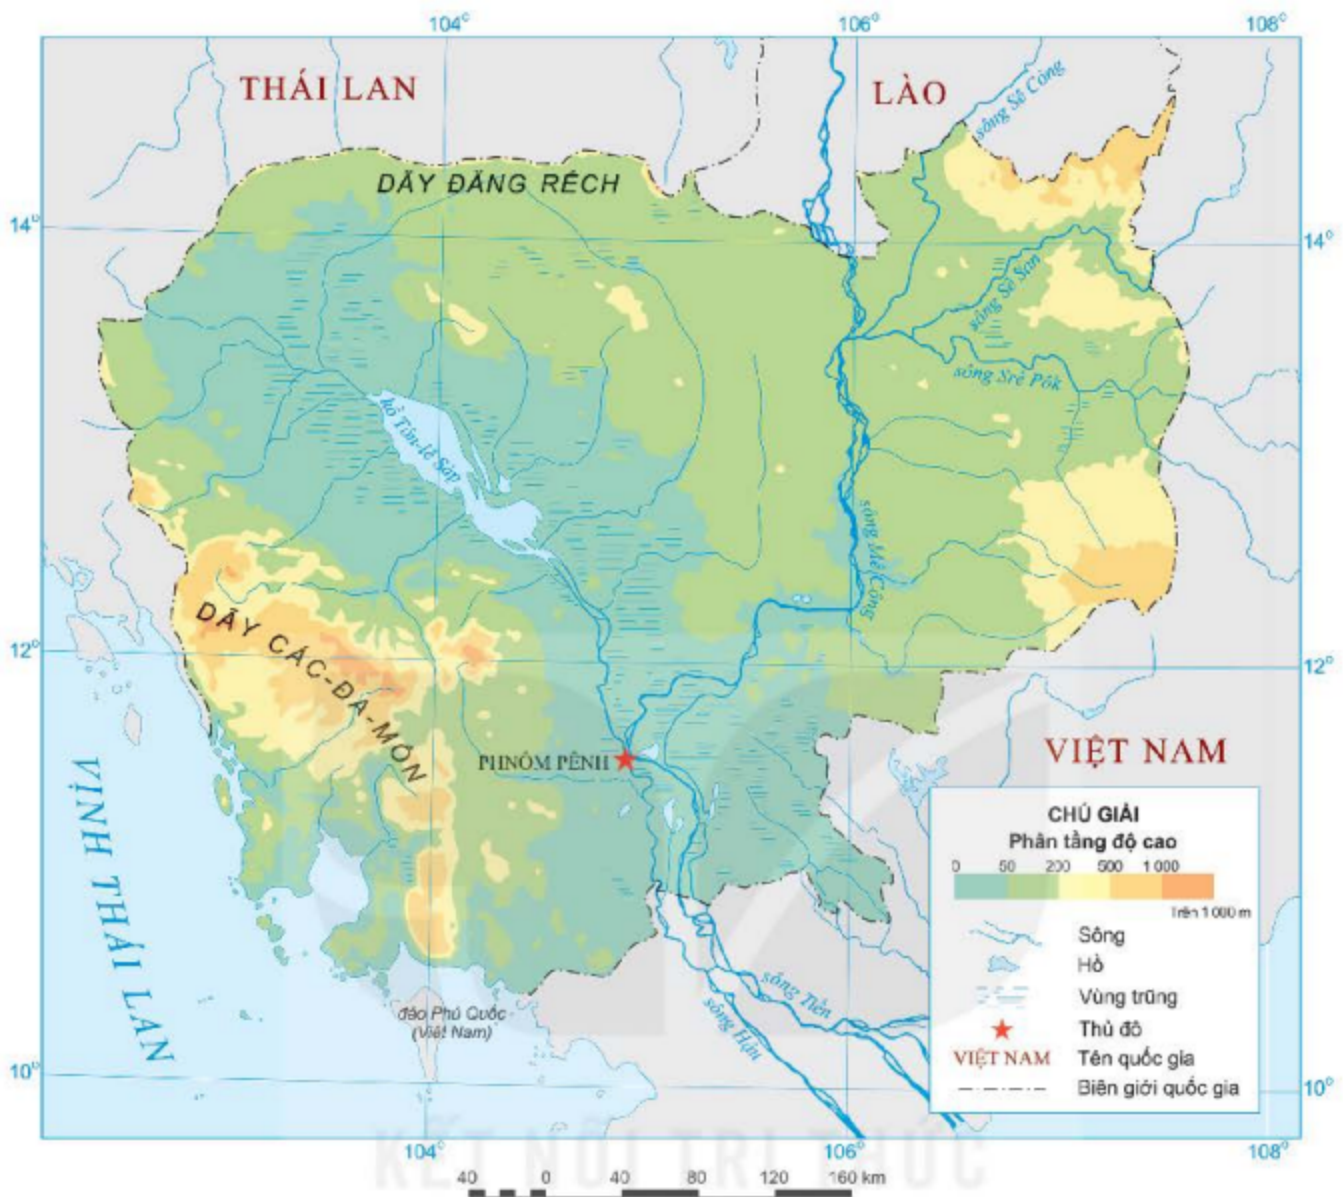 104° 106° 108°
THÁI LAN
LÀO
sông Sê Công
DÃY ĐĂNG RÉCH
14° 14°
sông Sê San
sông Srê Pốk
hồ Tôn-lê Sáp
sông Mê Công
DÃY CÁC-ĐA-MÔN
12° 12°
PHNÔM PÊNH
VIỆT NAM
VỊNH THÁI LAN
CHÚ GIẢI
Phân tầng độ cao
0 50 200 500 1 000
Trên 1 000 m
Sông
Hồ
Vùng trũng
Thủ đô
VIỆT NAM Tên quốc gia
Biên giới quốc gia
sông Tiền
sông Hậu
đảo Phú Quốc
(Việt Nam)
10° 10°
KẾT NỐI TRI THỨC
104° 106° 108°
40 0 40 80 120 160 km